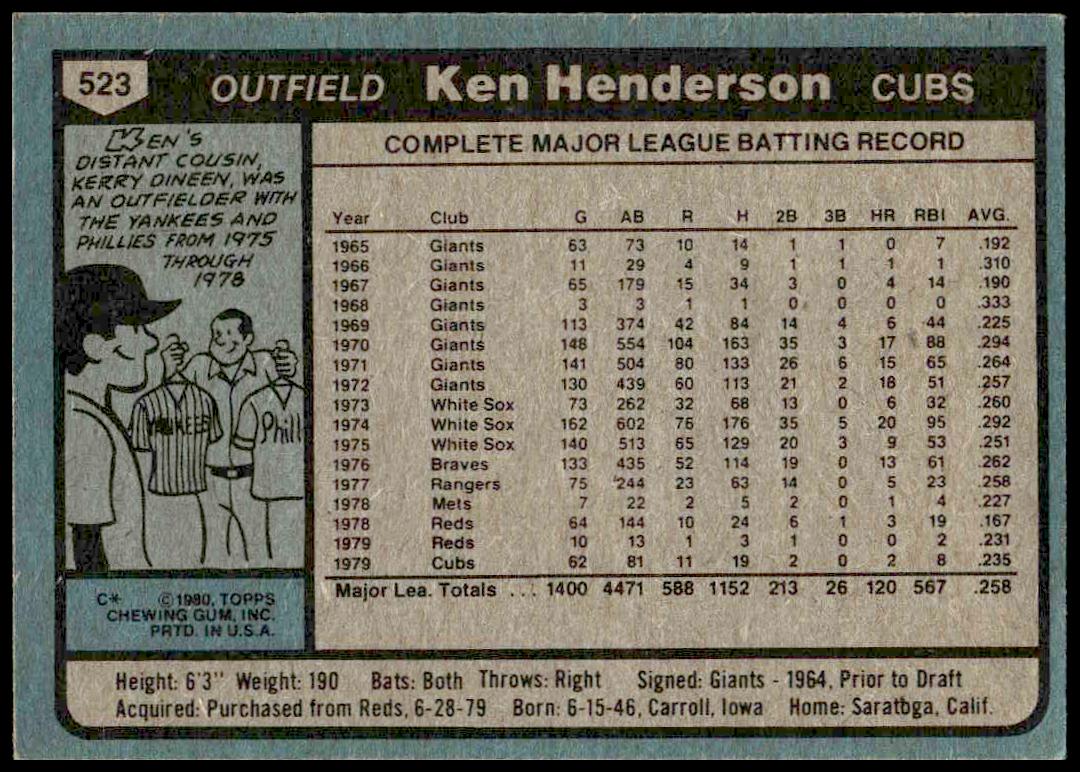 523 OUTFIELD Ken Henderson CUBS
KEN'S
DISTANT COUSIN,
KERRY DINEEN, WAS
AN OUTFIELDER WITH
THE YANKEES AND
PHILLIES FROM 1975
THROUGH
1978
YANKEES
Phill
C* ©1980, TOPPS
CHEWING GUM, INC.
PRTD. IN U.S.A.
COMPLETE MAJOR LEAGUE BATTING RECORD
Year Club G AB R H 2B 3B HR RBI AVG.
1965 Giants 63 73 10 14 1 1 0 7 .192
1966 Giants 11 29 4 9 1 1 1 1 .310
1967 Giants 65 179 15 34 3 0 4 14 .190
1968 Giants 3 3 1 1 0 0 0 0 .333
1969 Giants 113 374 42 84 14 4 6 44 .225
1970 Giants 148 554 104 163 35 3 17 88 .294
1971 Giants 141 504 80 133 26 6 15 65 .264
1972 Giants 130 439 60 113 21 2 18 51 .257
1973 White Sox 73 262 32 68 13 0 6 32 .260
1974 White Sox 162 602 76 176 35 5 20 95 .292
1975 White Sox 140 513 65 129 20 3 9 53 .251
1976 Braves 133 435 52 114 19 0 13 61 .262
1977 Rangers 75 244 23 63 14 0 5 23 .258
1978 Mets 7 22 2 5 2 0 1 4 .227
1978 Reds 64 144 10 24 6 1 3 19 .167
1979 Reds 10 13 1 3 1 0 0 2 .231
1979 Cubs 62 81 11 19 2 0 2 8 .235
Major Lea. Totals ... 1400 4471 588 1152 213 26 120 567 .258
Height: 6'3" Weight: 190 Bats: Both Throws: Right Signed: Giants - 1964, Prior to Draft
Acquired: Purchased from Reds, 6-28-79 Born: 6-15-46, Carroll, Iowa Home: Saratoga, Calif.